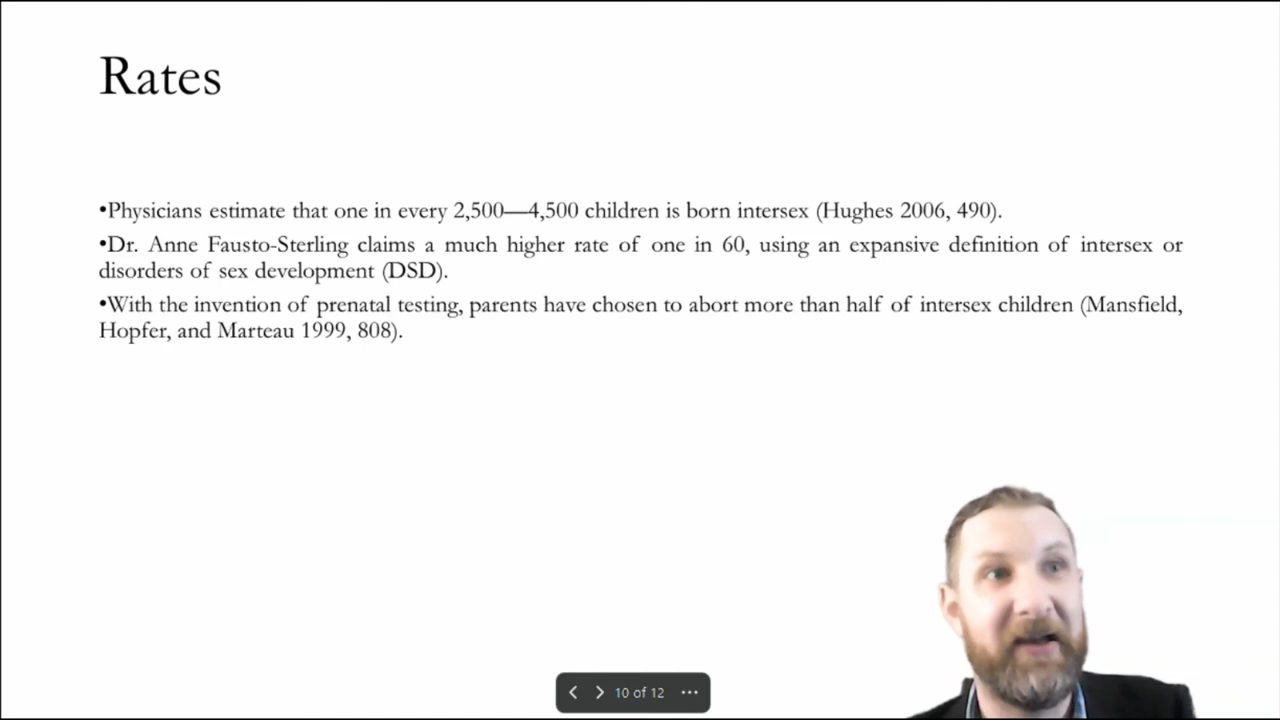 Rates
•Physicians estimate that one in every 2,500—4,500 children is born intersex (Hughes 2006, 490).
•Dr. Anne Fausto-Sterling claims a much higher rate of one in 60, using an expansive definition of intersex or
disorders of sex development (DSD).
•With the invention of prenatal testing, parents have chosen to abort more than half of intersex children (Mansfield,
Hopfer, and Marteau 1999, 808).
10 of 12